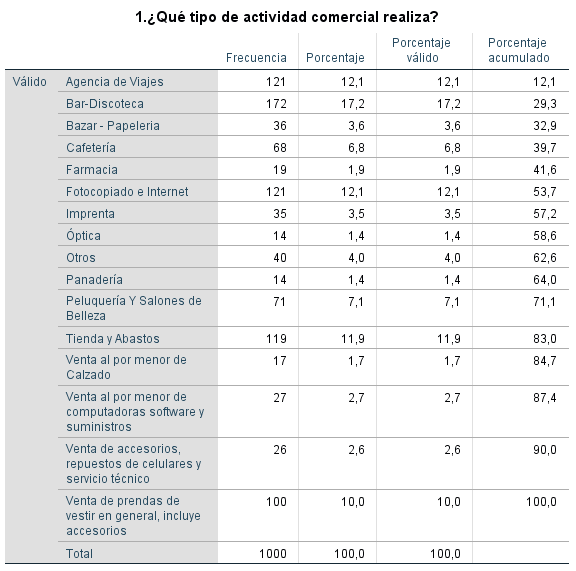 1.¿Qué tipo de actividad comercial realiza?
Frecuencia Porcentaje Porcentaje válido Porcentaje acumulado
Válido Agencia de Viajes 121 12,1 12,1 12,1
Bar-Discoteca 172 17,2 17,2 29,3
Bazar - Papeleria 36 3,6 3,6 32,9
Cafetería 68 6,8 6,8 39,7
Farmacia 19 1,9 1,9 41,6
Fotocopiado e Internet 121 12,1 12,1 53,7
Imprenta 35 3,5 3,5 57,2
Óptica 14 1,4 1,4 58,6
Otros 40 4,0 4,0 62,6
Panadería 14 1,4 1,4 64,0
Peluquería Y Salones de
Belleza 71 7,1 7,1 71,1
Tienda y Abastos 119 11,9 11,9 83,0
Venta al por menor de
Calzado 17 1,7 1,7 84,7
Venta al por menor de
computadoras software y
suministros 27 2,7 2,7 87,4
Venta de accesorios,
repuestos de celulares y
servicio técnico 26 2,6 2,6 90,0
Venta de prendas de
vestir en general, incluye
accesorios 100 10,0 10,0 100,0
Total 1000 100,0 100,0